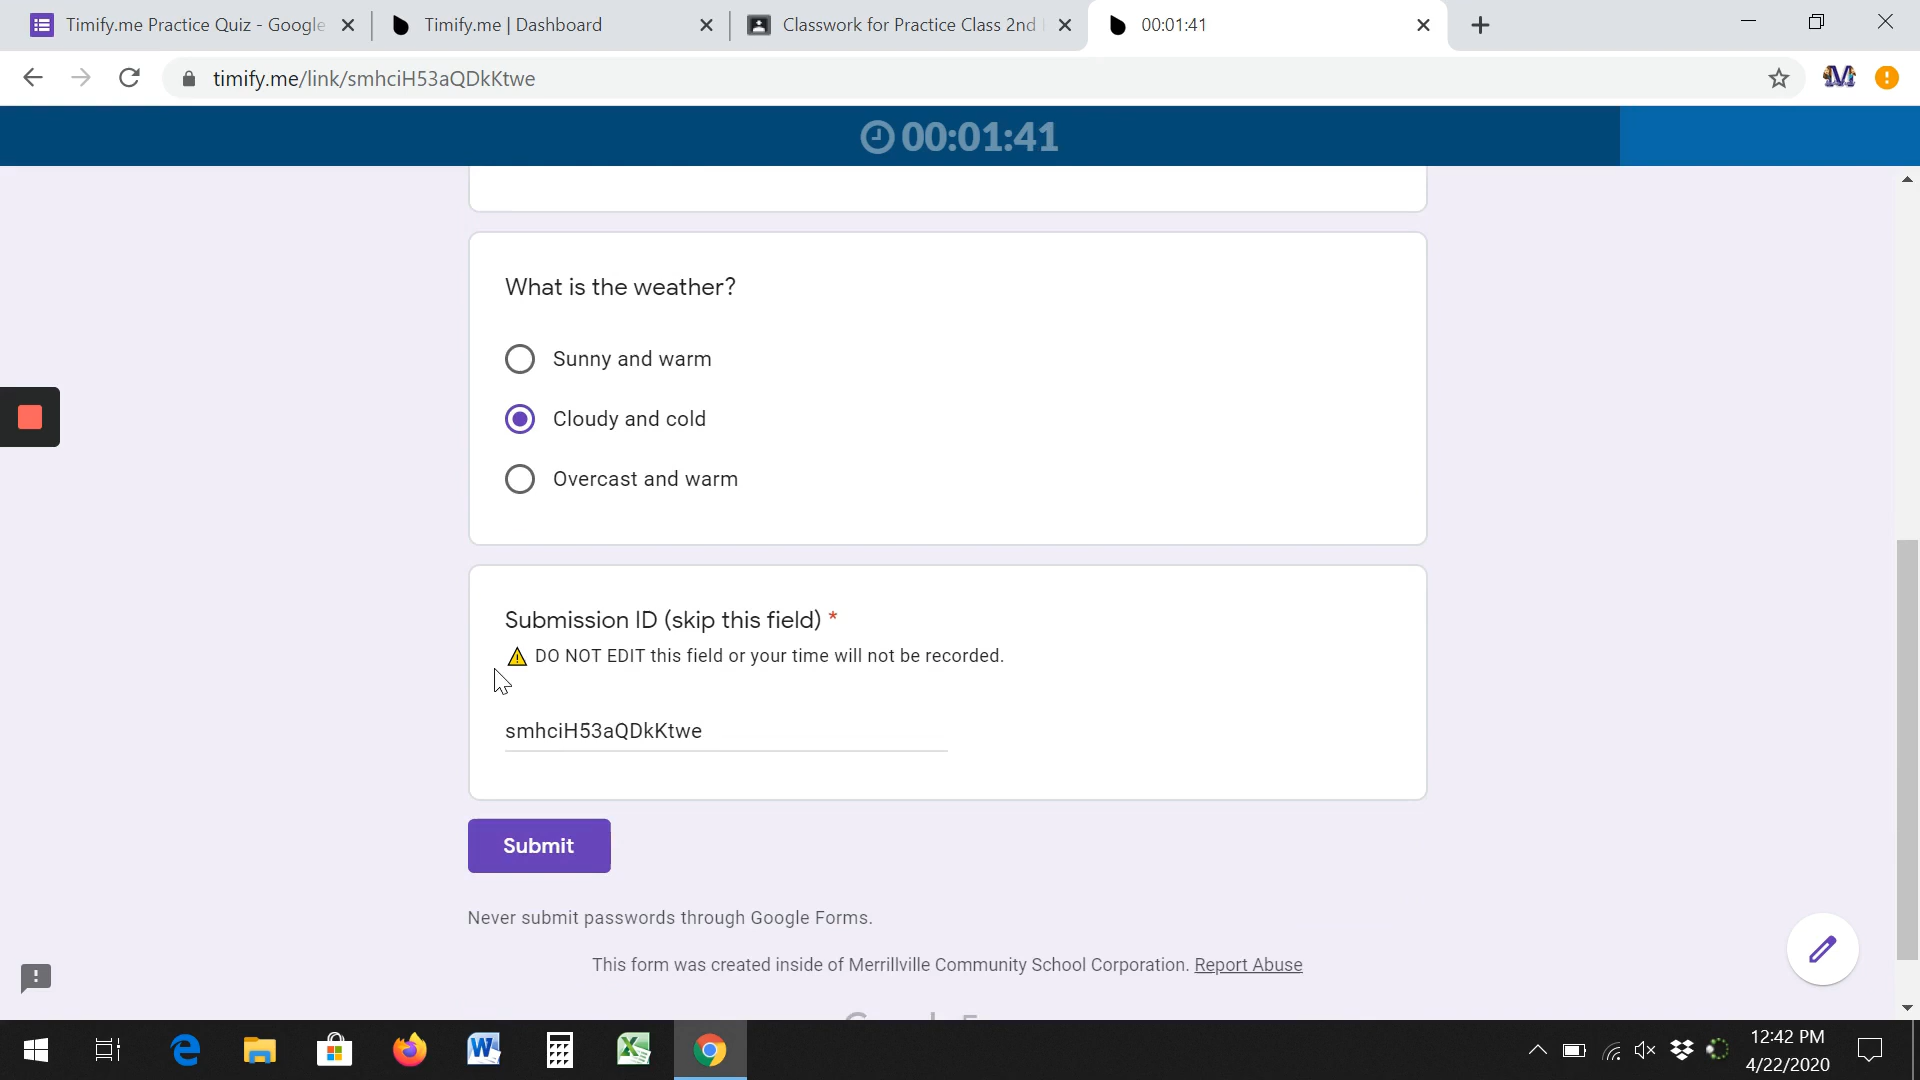 Timify.me Practice Quiz - Google
Timify.me | Dashboard
Classwork for Practice Class 2nd
00:01:41
timify.me/link/smhciH53aQDkKtwe
00:01:41
What is the weather?
Sunny and warm
Cloudy and cold
Overcast and warm
Submission ID (skip this field) *
DO NOT EDIT this field or your time will not be recorded.
smhciH53aQDkKtwe
Submit
Never submit passwords through Google Forms.
This form was created inside of Merrillville Community School Corporation. Report Abuse
12:42 PM
4/22/2020